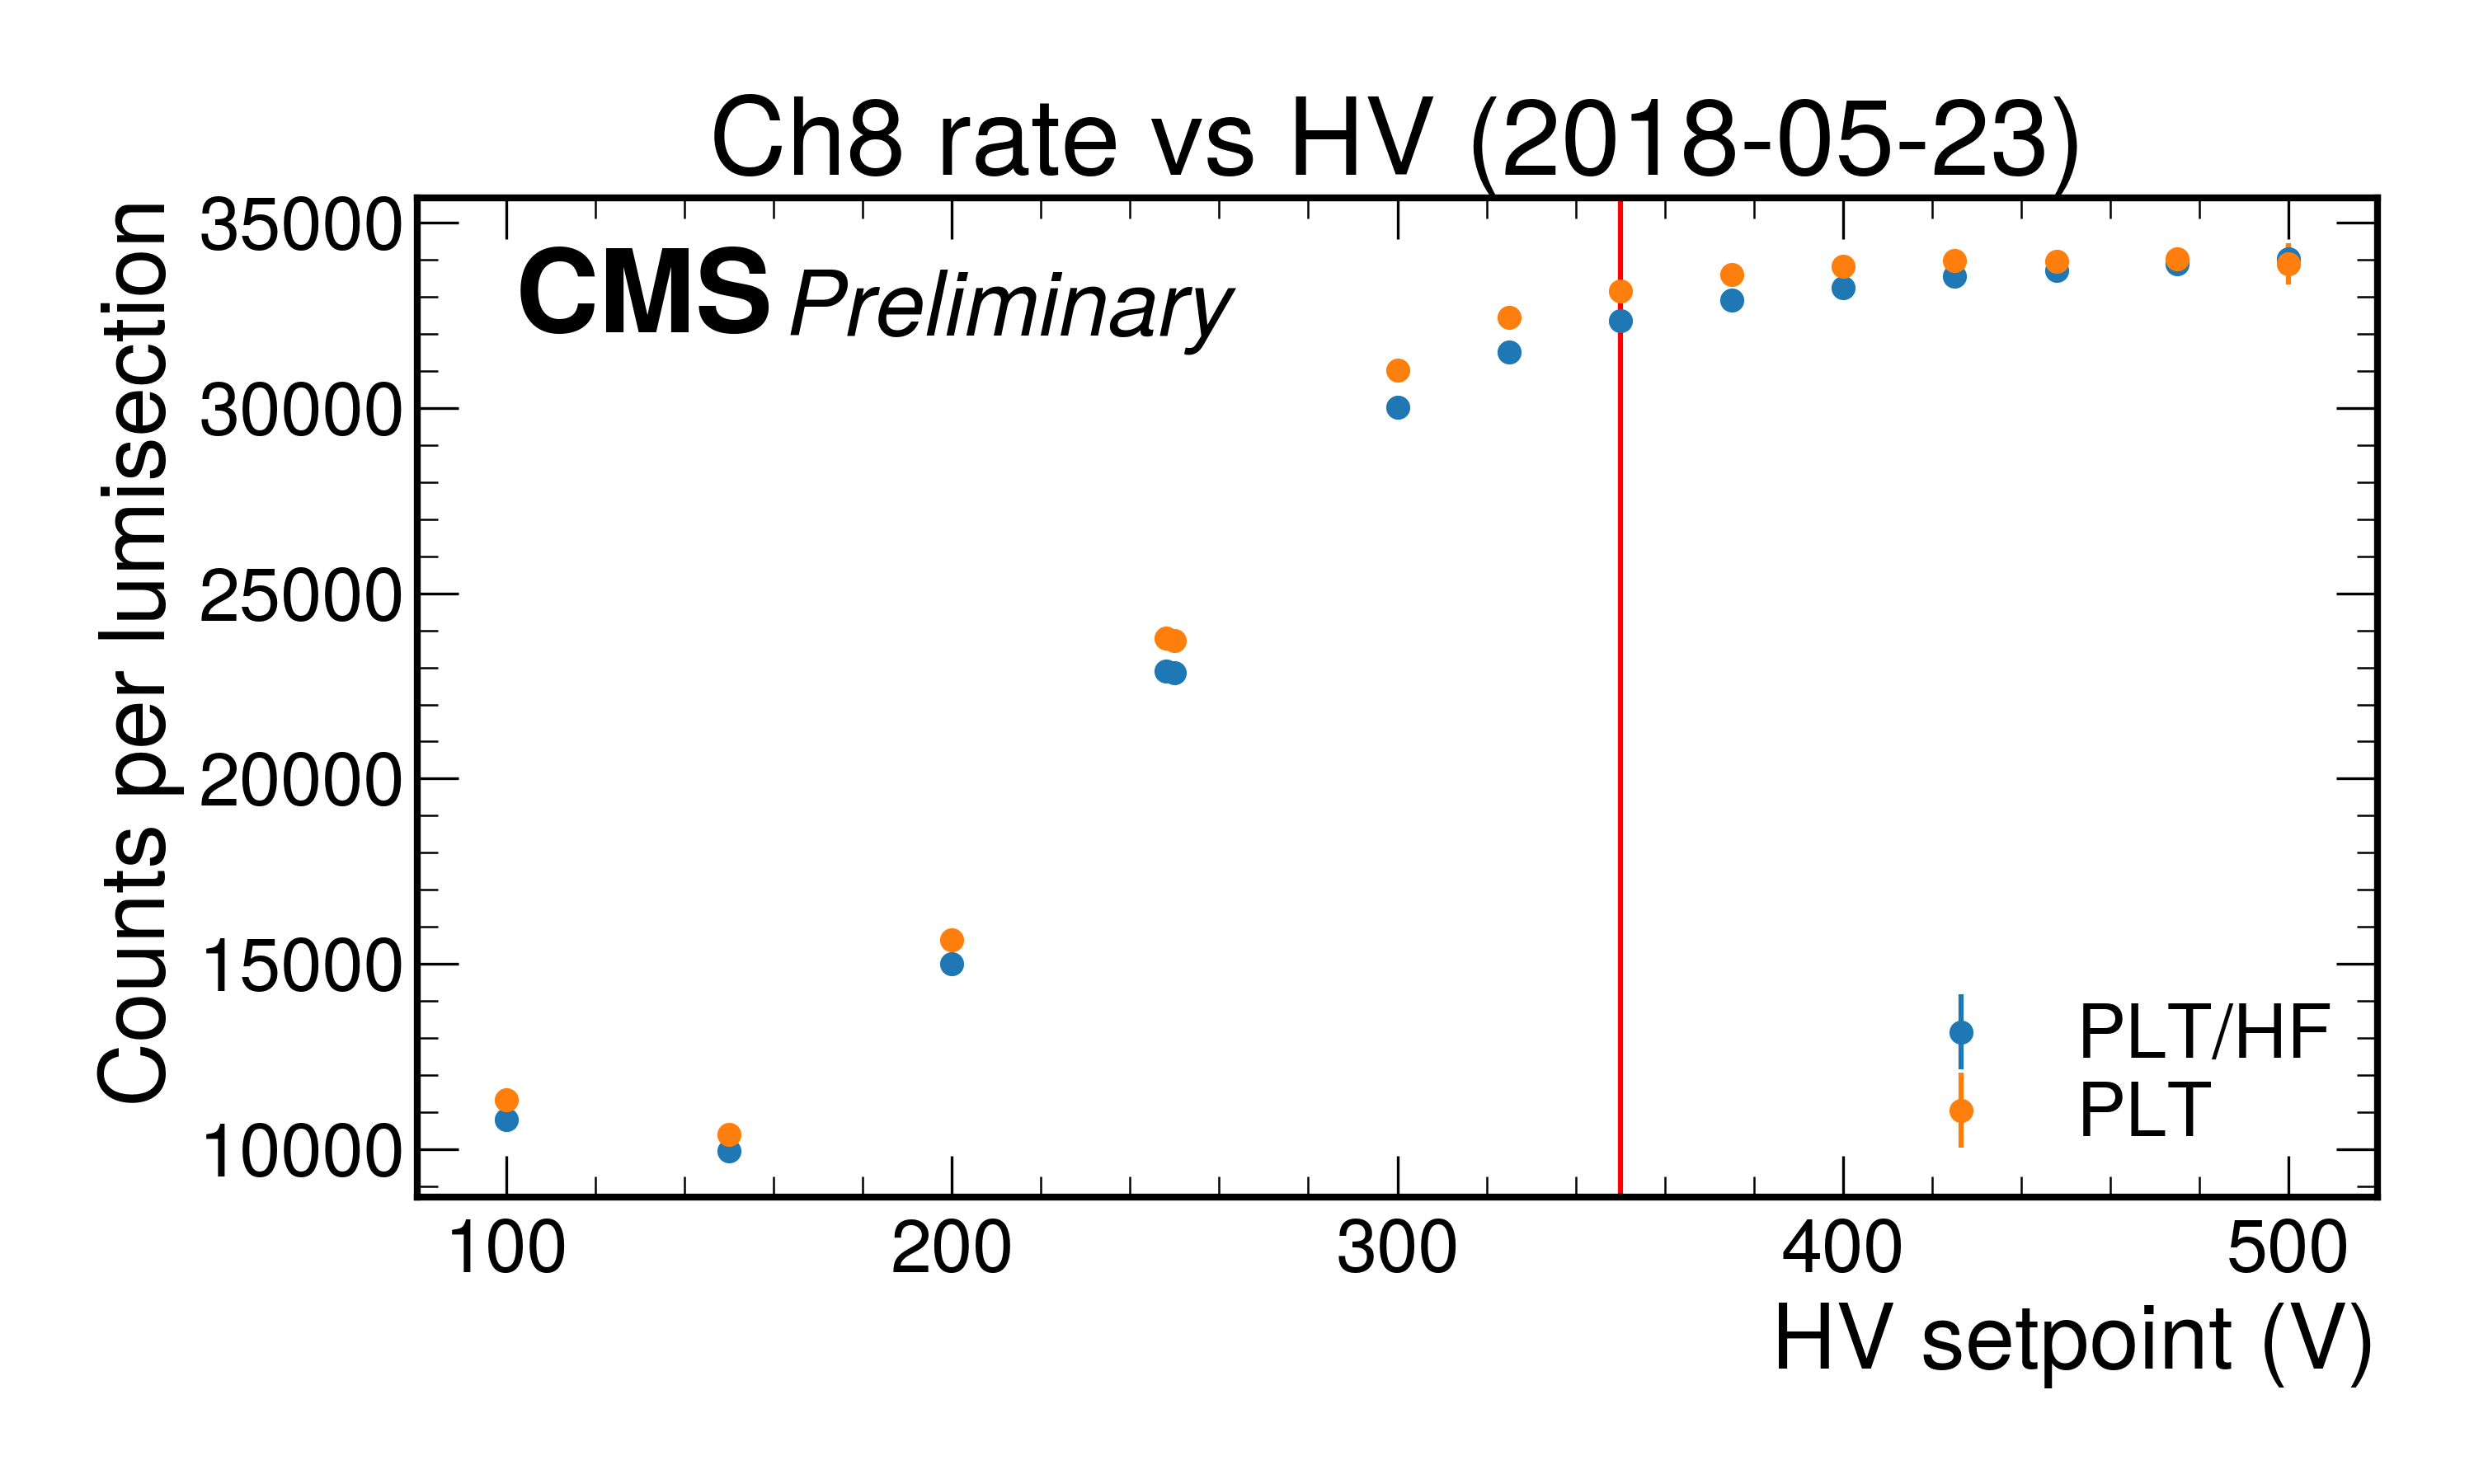 Ch8 rate vs HV (2018-05-23)
CMS Preliminary
Counts per lumisection
35000
30000
25000
20000
15000
10000
PLT/HF
PLT
100 200 300 400 500
HV setpoint (V)